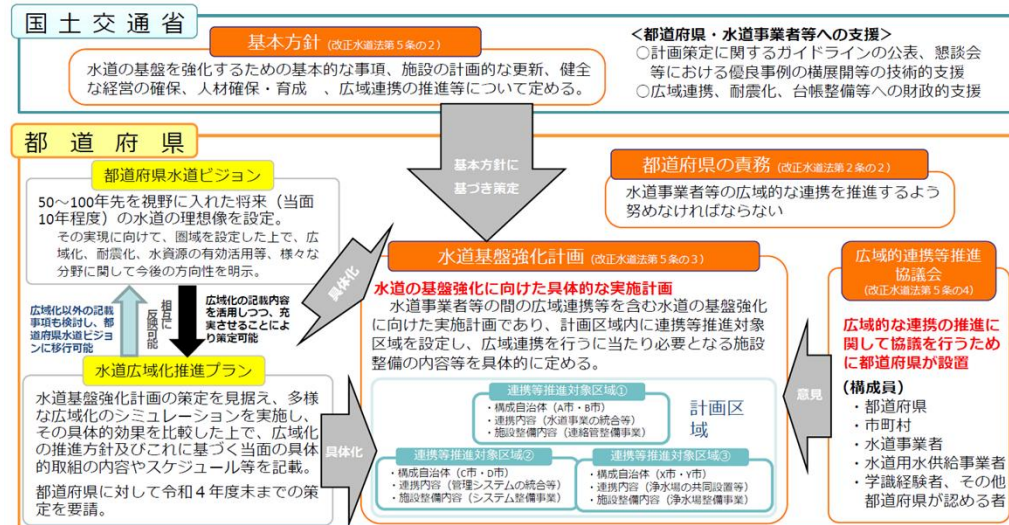 国土交通省
基本方針 (改正水道法第5条の2)
水道の基盤を強化するための基本的な事項、施設の計画的な更新、健全
な経営の確保、人材確保・育成　、広域連携の推進等について定める。
<都道府県・水道事業者等への支援>
○計画策定に関するガイドラインの公表、懇談会
等における優良事例の横展開等の技術的支援
○広域連携、耐震化、台帳整備等への財政的支援
基本方針に
基づき策定
都道府県
都道府県水道ビジョン
50～100年先を視野に入れた将来（当面
10年程度）の水道の理想像を設定。
その実現に向けて、圏域を設定した上で、広
域化、耐震化、水資源の有効活用等、様々な
分野に関して今後の方向性を明示。
広域化以外の記載
事項も検討し、都
道府県水道ビジョ
ンに移行可能
相互に
反映可能
広域化の記載内容
を活用しつつ、充
実させることによ
り策定可能
水道広域化推進プラン
水道基盤強化計画の策定を見据え、多様
な広域化のシミュレーションを実施し、
その具体的効果を比較した上で、広域化
の推進方針及びこれに基づく当面の具体
的取組の内容やスケジュール等を記載。
都道府県に対して令和４年度末までの策
定を要請。
具体化
具体化
都道府県の責務 (改正水道法第２条の２)
水道事業者等の広域的な連携を推進するよう
努めなければならない
水道基盤強化計画 (改正水道法第５条の３)
水道の基盤強化に向けた具体的な実施計画
水道事業者等の間の広域連携等を含む水道の基盤強化
に向けた実施計画であり、計画区域内に連携等推進対象
区域を設定し、広域連携を行うに当たり必要となる施設
整備の内容等を具体的に定める。
計画区
域
連携等推進対象区域①
・構成自治体（A市・B市）
・連携内容（水道事業の統合等）
・施設整備内容（連絡管整備事業）
連携等推進対象区域②
・構成自治体（C市・D市）
・連携内容（管理システムの統合等）
・施設整備内容（システム整備事業）
連携等推進対象区域③
・構成自治体（X市・Y市）
・連携内容（浄水場の共同設置等）
・施設整備内容（浄水場整備事業）
意見
広域的連携等推進
協議会
(改正水道法第５条の4)
広域的な連携の推進に
関して協議を行うため
に都道府県が設置
（構成員）
・都道府県
・市町村
・水道事業者
・水道用水供給事業者
・学識経験者、その他
都道府県が認める者